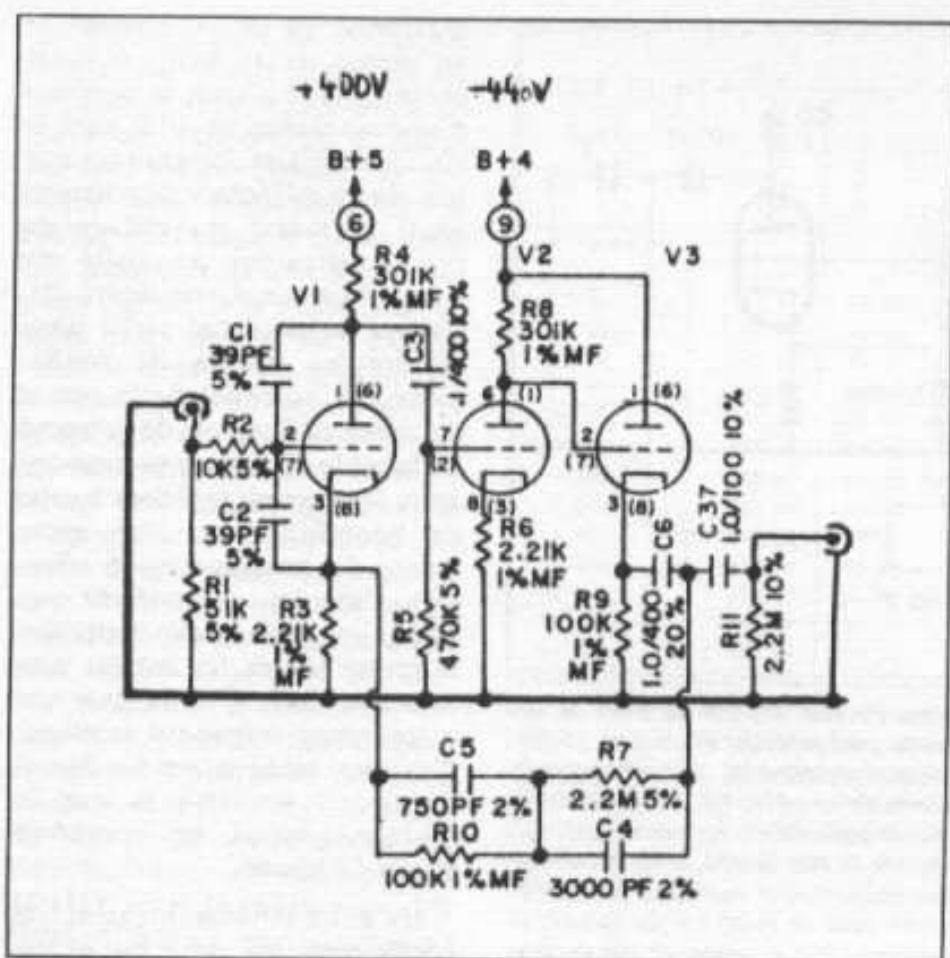 +400V -440V
B+5 B+4
6 9
R4
301K
1% MF
V1
V2 V3
R8
301K
1% MF
C1
39PF
5%
C3
.1/400 10%
1 (6)
6 (1)
1 (6)
R2
10K5%
2
(7)
7
(2)
2
(7)
3 (8)
8 (3)
3 (8)
C2
39PF
5%
R6
2.21K
1% MF
C6
1.0/400
20%
C37
1.0/100 10%
R1
51K
5%
R3
2.21K
1%
MF
R5
470K 5%
R9
100K
1%
MF
R11
2.2M 10%
C5
750PF 2%
R7
2.2M 5%
R10
100K 1% MF
C4
3000 PF 2%